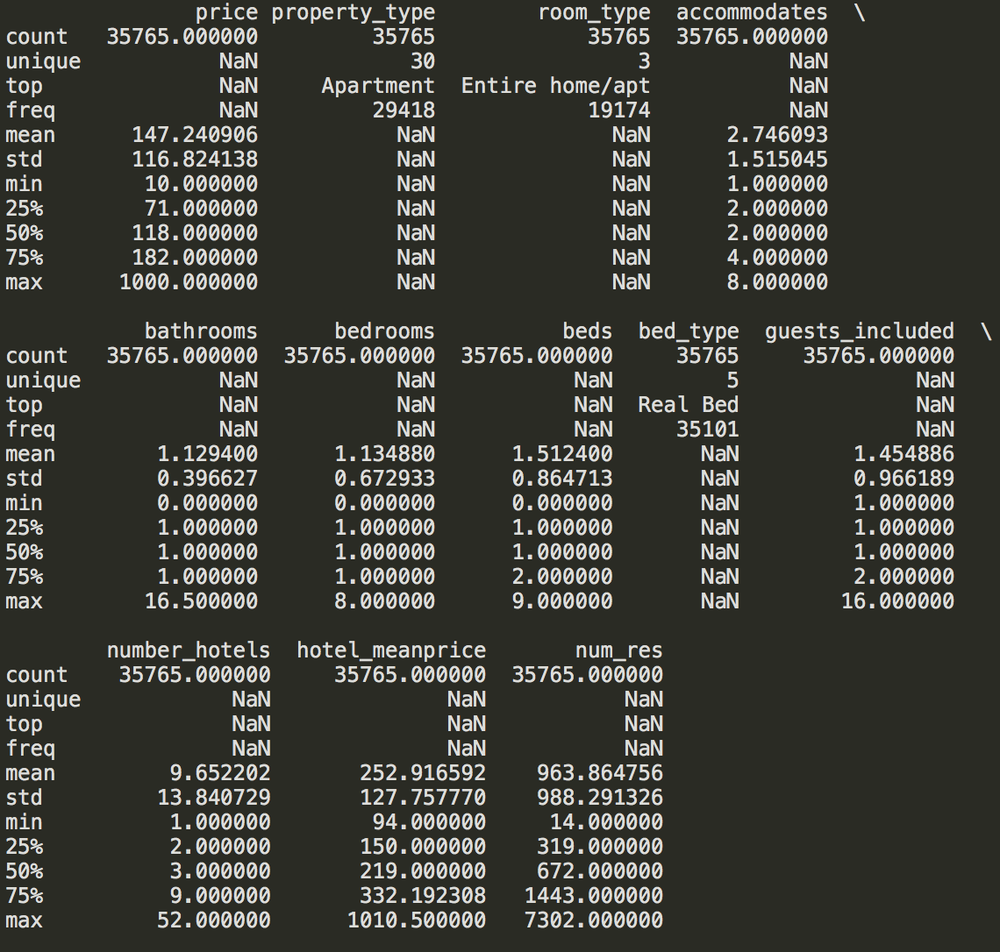 price property_type        room_type  accommodates  \
count   35765.000000         35765            35765  35765.000000
unique           NaN            30                3           NaN
top              NaN     Apartment  Entire home/apt           NaN
freq             NaN         29418            19174           NaN
mean      147.240906           NaN              NaN      2.746093
std       116.824138           NaN              NaN      1.515045
min        10.000000           NaN              NaN      1.000000
25%        71.000000           NaN              NaN      2.000000
50%       118.000000           NaN              NaN      2.000000
75%       182.000000           NaN              NaN      4.000000
max      1000.000000           NaN              NaN      8.000000

           bathrooms      bedrooms          beds  bed_type  guests_included  \
count   35765.000000  35765.000000  35765.000000     35765     35765.000000
unique           NaN           NaN           NaN         5              NaN
top              NaN           NaN           NaN  Real Bed              NaN
freq             NaN           NaN           NaN     35101              NaN
mean        1.129400      1.134880      1.512400       NaN         1.454886
std         0.396627      0.672933      0.864713       NaN         0.966189
min         0.000000      0.000000      0.000000       NaN         1.000000
25%         1.000000      1.000000      1.000000       NaN         1.000000
50%         1.000000      1.000000      1.000000       NaN         1.000000
75%         1.000000      1.000000      2.000000       NaN         2.000000
max        16.500000      8.000000      9.000000       NaN        16.000000

        number_hotels  hotel_meanprice       num_res
count    35765.000000     35765.000000  35765.000000
unique            NaN              NaN           NaN
top               NaN              NaN           NaN
freq              NaN              NaN           NaN
mean         9.652202       252.916592    963.864756
std         13.840729       127.757770    988.291326
min          1.000000        94.000000     14.000000
25%          2.000000       150.000000    319.000000
50%          3.000000       219.000000    672.000000
75%          9.000000       332.192308   1443.000000
max         52.000000      1010.500000   7302.000000